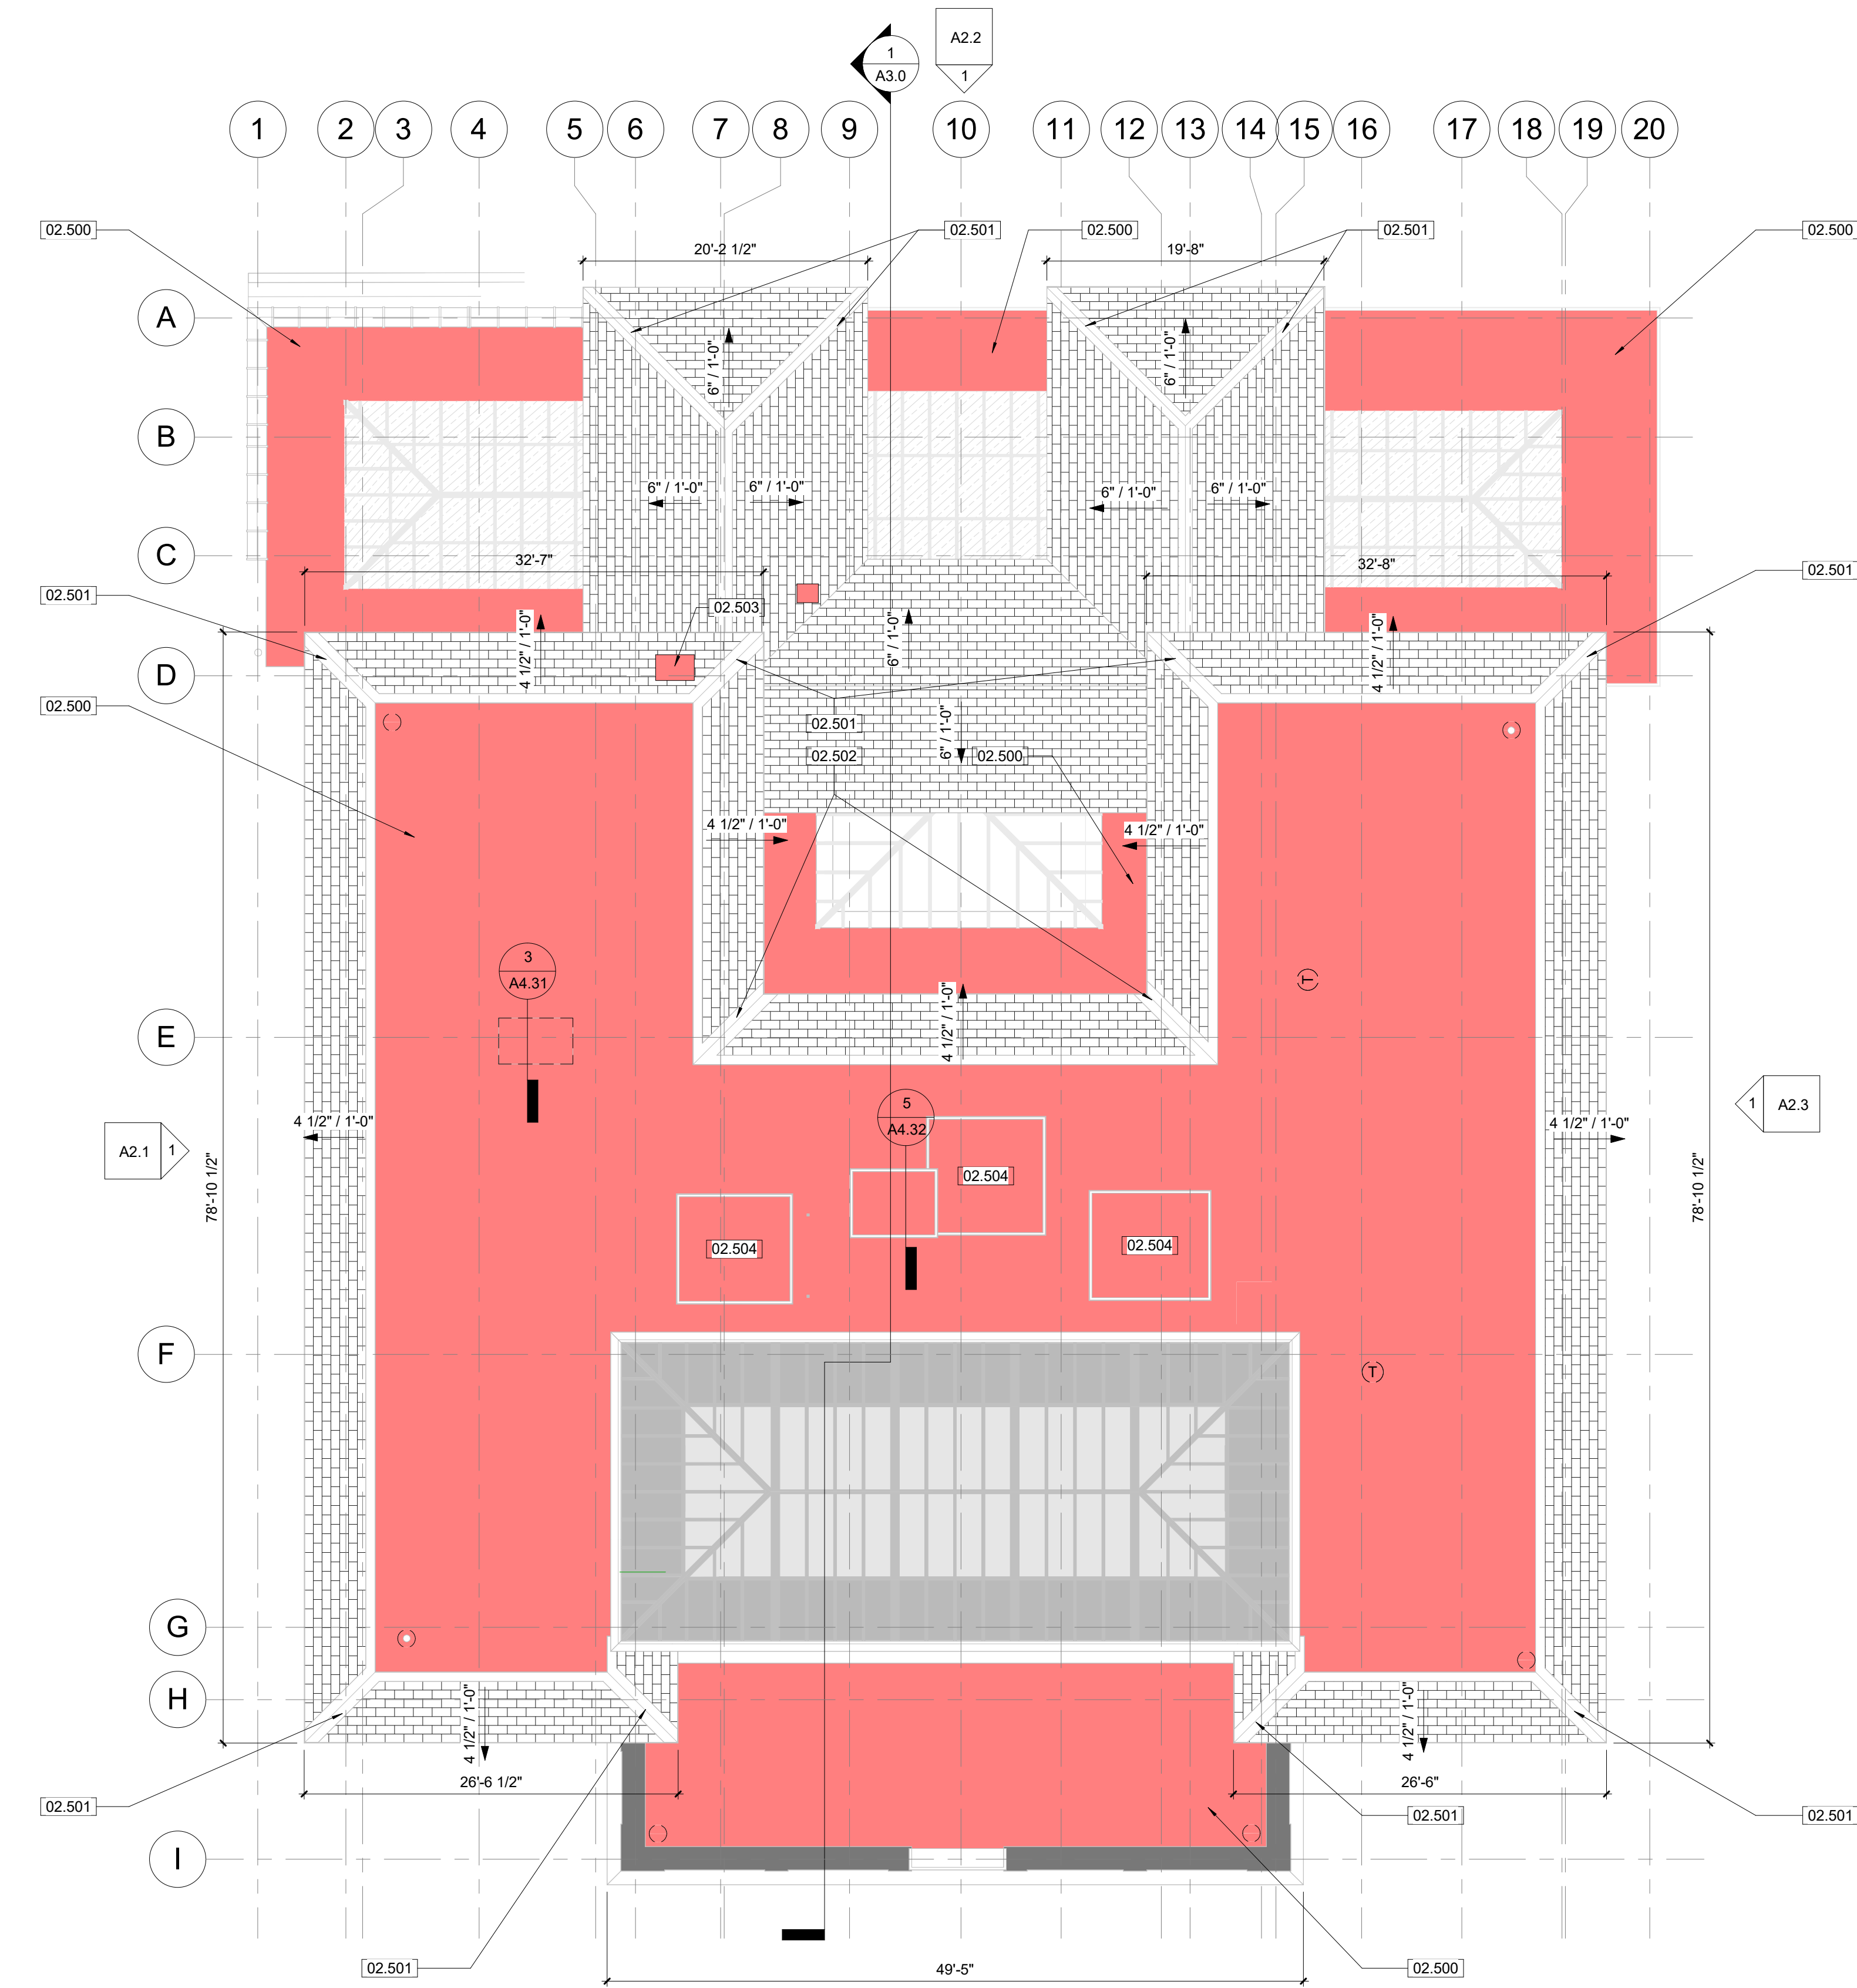 1
A3.0
A2.2
1
1 2 3 4 5 6 7 8 9 10 11 12 13 14 15 16 17 18 19 20
02.500
02.501
02.500
02.501
02.500
20'-2 1/2"
19'-8"
A
6" / 1'-0"
6" / 1'-0"
B
6" / 1'-0"
6" / 1'-0"
6" / 1'-0"
6" / 1'-0"
C
32'-7"
32'-8"
02.501
02.501
02.503
4 1/2" / 1'-0"
6" / 1'-0"
4 1/2" / 1'-0"
D
02.500
02.501
6" / 1'-0"
02.502
02.500
4 1/2" / 1'-0"
4 1/2" / 1'-0"
3
A4.31
T
4 1/2" / 1'-0"
E
5
A4.32
4 1/2" / 1'-0"
4 1/2" / 1'-0"
A2.1
1
1
A2.3
78'-10 1/2"
78'-10 1/2"
02.504
02.504
02.504
F
T
G
H
4 1/2" / 1'-0"
4 1/2" / 1'-0"
26'-6 1/2"
26'-6"
02.501
02.501
02.501
I
02.501
49'-5"
02.500